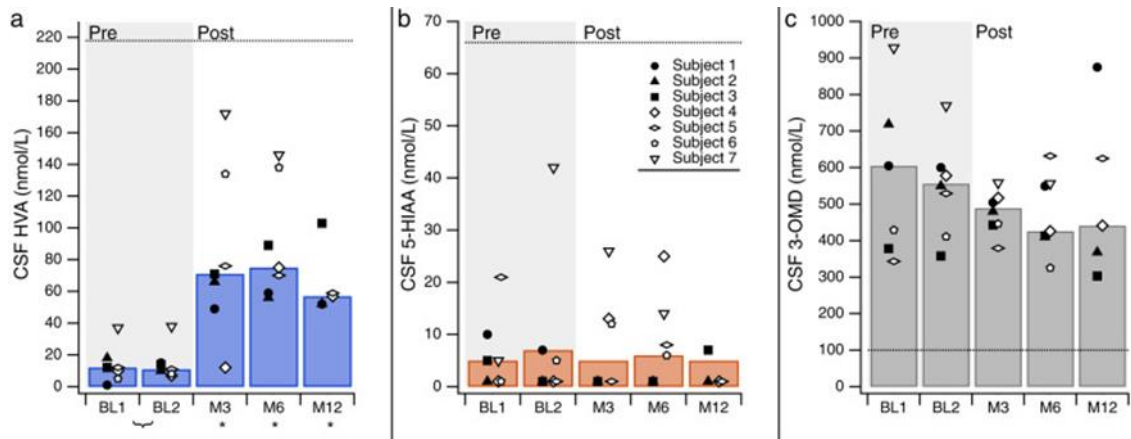 a
Pre
Post
CSF HVA (nmol/L)
220
200
180
160
140
120
100
80
60
40
20
0
BL1
BL2
M3
M6
M12
*
*
*
b
Pre
Post
CSF 5-HIAA (nmol/L)
70
60
50
40
30
20
10
0
Subject 1
Subject 2
Subject 3
Subject 4
Subject 5
Subject 6
Subject 7
BL1
BL2
M3
M6
M12
c
Pre
Post
CSF 3-OMD (nmol/L)
1000
900
800
700
600
500
400
300
200
100
0
BL1
BL2
M3
M6
M12